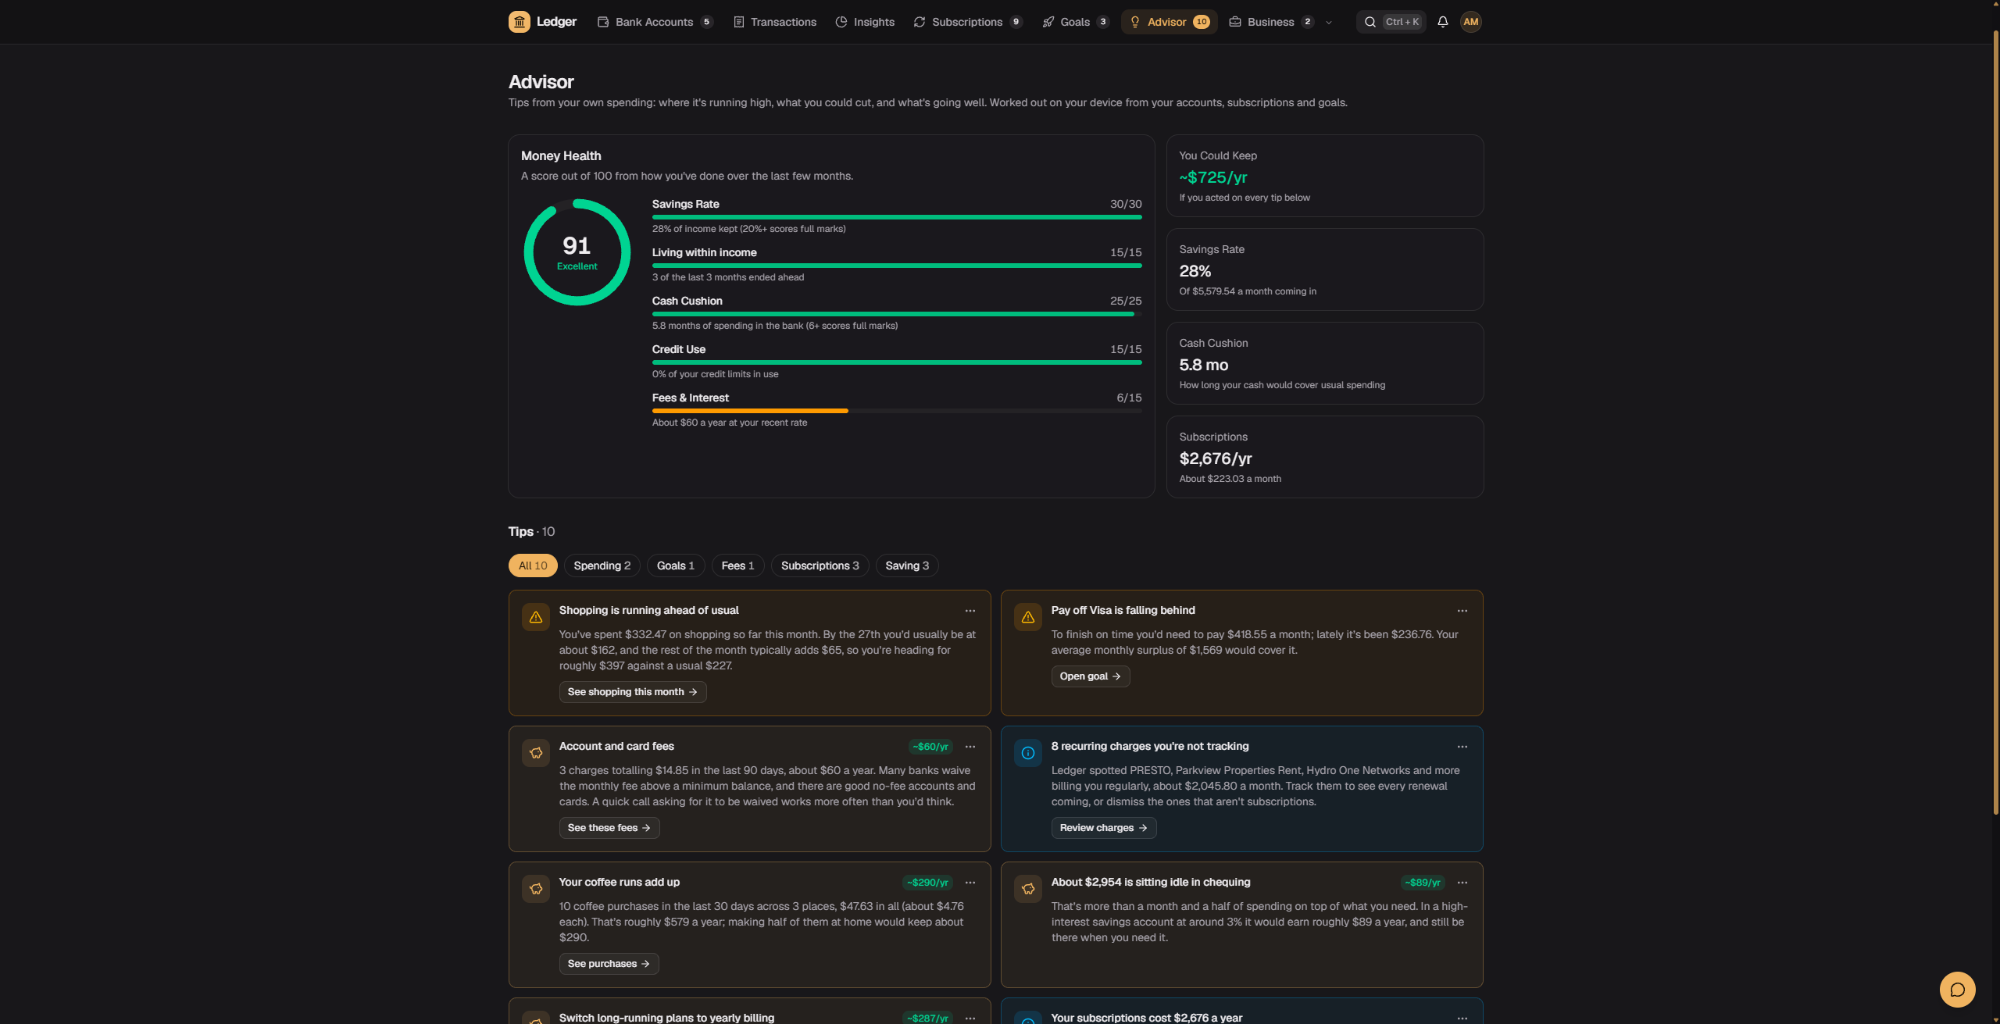 Ledger
Bank Accounts 5
Transactions
Insights
Subscriptions 9
Goals 3
Advisor 10
Business 2
Ctrl + K
AM
Advisor
Tips from your own spending: where it's running high, what you could cut, and what's going well. Worked out on your device from your accounts, subscriptions and goals.
Money Health
A score out of 100 from how you've done over the last few months.
91
Excellent
Savings Rate 30/30
28% of income kept (20%+ scores full marks)
Living within income 15/15
3 of the last 3 months ended ahead
Cash Cushion 25/25
5.8 months of spending in the bank (6+ scores full marks)
Credit Use 15/15
0% of your credit limits in use
Fees & Interest 6/15
About $60 a year at your recent rate
You Could Keep
~$725/yr
If you acted on every tip below
Savings Rate
28%
Of $5,579.54 a month coming in
Cash Cushion
5.8 mo
How long your cash would cover usual spending
Subscriptions
$2,676/yr
About $223.03 a month
Tips · 10
All 10
Spending 2
Goals 1
Fees 1
Subscriptions 3
Saving 3
Shopping is running ahead of usual
You've spent $332.47 on shopping so far this month. By the 27th you'd usually be at
about $162, and the rest of the month typically adds $65, so you're heading for
roughly $397 against a usual $227.
See shopping this month →
Pay off Visa is falling behind
To finish on time you'd need to pay $418.55 a month; lately it's been $236.76. Your
average monthly surplus of $1,569 would cover it.
Open goal →
Account and card fees ~$60/yr
3 charges totalling $14.85 in the last 90 days, about $60 a year. Many banks waive
the monthly fee above a minimum balance, and there are good no-fee accounts and
cards. A quick call asking for it to be waived works more often than you'd think.
See these fees →
8 recurring charges you're not tracking
Ledger spotted PRESTO, Parkview Properties Rent, Hydro One Networks and more
billing you regularly, about $2,045.80 a month. Track them to see every renewal
coming, or dismiss the ones that aren't subscriptions.
Review charges →
Your coffee runs add up ~$290/yr
10 coffee purchases in the last 30 days across 3 places, $47.63 in all (about $4.76
each). That's roughly $579 a year; making half of them at home would keep about
$290.
See purchases →
About $2,954 is sitting idle in chequing ~$89/yr
That's more than a month and a half of spending on top of what you need. In a high-
interest savings account at around 3% it would earn roughly $89 a year, and still be
there when you need it.
Switch long-running plans to yearly billing ~$287/yr
Your subscriptions cost $2,676 a year